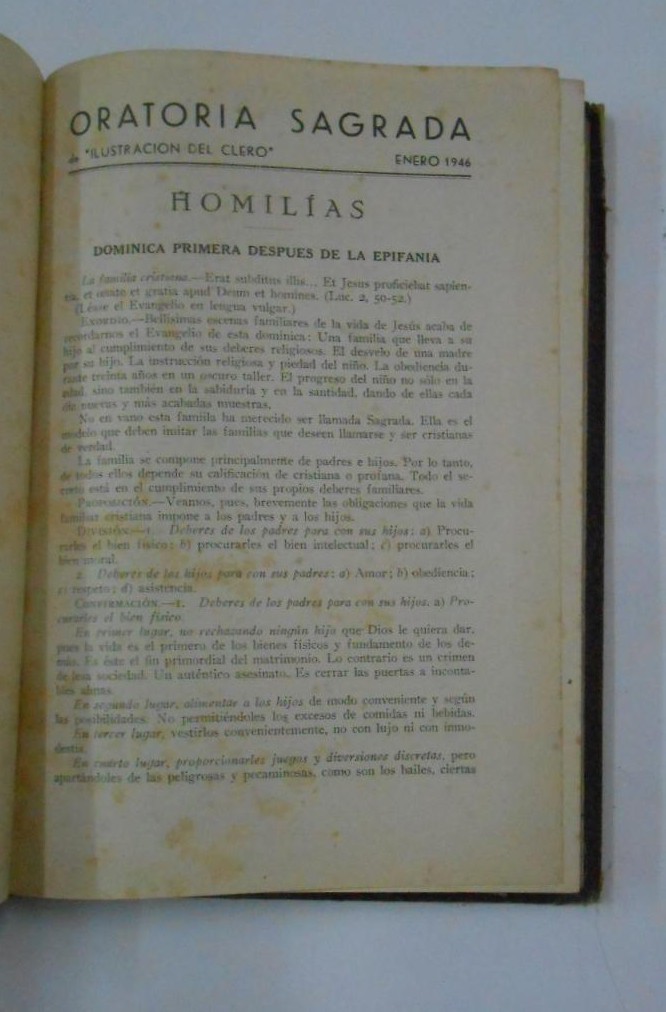 ORATORIA SAGRADA
de "ILUSTRACION DEL CLERO" ENERO 1946
HOMILÍAS
DOMINICA PRIMERA DESPUES DE LA EPIFANIA
La familia cristiana.—Erat subditus illis... Et Jesus proficiebat sapien-
tia, et aetate et gratia apud Deum et homines. (Luc. 2, 50-52.)
(Léase el Evangelio en lengua vulgar.)
EXORDIO.—Bellísimas escenas familiares de la vida de Jesús acaba de
recordarnos el Evangelio de esta dominica: Una familia que lleva a su
hijo al cumplimiento de sus deberes religiosos. El desvelo de una madre
por su hijo. La instrucción religiosa y piedad del niño. La obediencia du-
rante treinta años en un oscuro taller. El progreso del niño no sólo en la
edad, sino también en la sabiduría y en la santidad, dando de ellas cada
día nuevas y más acabadas muestras.
No en vano esta familia ha merecido ser llamada Sagrada. Ella es el
modelo que deben imitar las familias que deseen llamarse y ser cristianas
de verdad.
La familia se compone principalmente de padres e hijos. Por lo tanto,
de todos ellos depende su calificación de cristiana o profana. Todo el se-
creto está en el cumplimiento de sus propios deberes familiares.
PROPOSICIÓN.—Veamos, pues, brevemente las obligaciones que la vida
familiar cristiana impone a los padres y a los hijos.
DIVISIÓN.—1. Deberes de los padres para con sus hijos: a) Procu-
rarles el bien físico; b) procurarles el bien intelectual; c) procurarles el
bien moral.
2. Deberes de los hijos para con sus padres: a) Amor; b) obediencia;
c) respeto; d) asistencia.
CONFIRMACIÓN.—1. Deberes de los padres para con sus hijos. a) Pro-
curarles el bien físico.
En primer lugar, no rechazando ningún hijo que Dios le quiera dar,
pues la vida es el primero de los bienes físicos y fundamento de los de-
más. Es éste el fin primordial del matrimonio. Lo contrario es un crimen
de lesa sociedad. Un auténtico asesinato. Es cerrar las puertas a inconta-
bles almas.
En segundo lugar, alimentar a los hijos de modo conveniente y según
las posibilidades. No permitiéndoles los excesos de comidas ni bebidas.
En tercer lugar, vestirlos convenientemente, no con lujo ni con inmo-
destia.
En cuarto lugar, proporcionarles juegos y diversiones discretas, pero
apartándoles de las peligrosas y pecaminosas, como son los bailes, ciertas